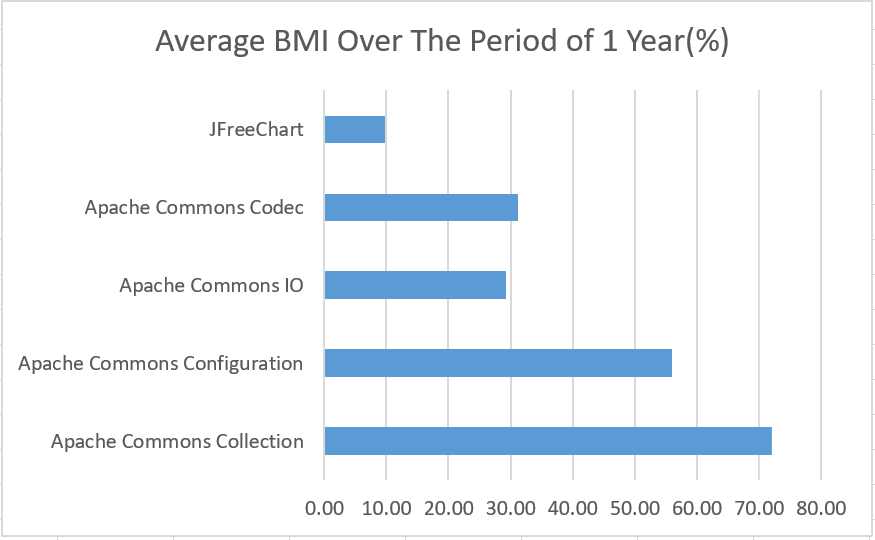 Average BMI Over The Period of 1 Year(%)
JFreeChart
Apache Commons Codec
Apache Commons IO
Apache Commons Configuration
Apache Commons Collection
0.00 10.00 20.00 30.00 40.00 50.00 60.00 70.00 80.00